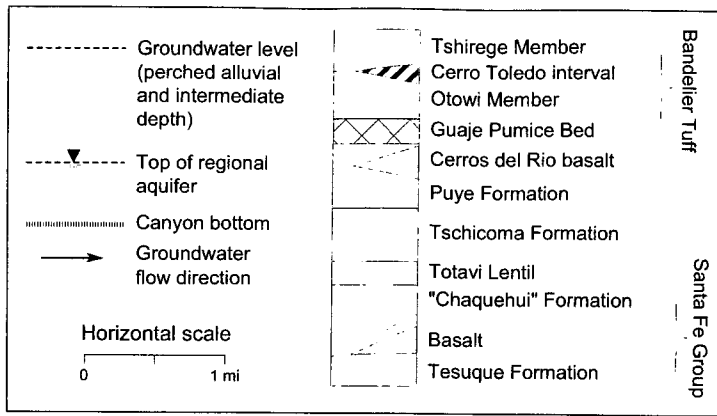 Groundwater level
(perched alluvial
and intermediate
depth)
Top of regional
aquifer
Canyon bottom
Groundwater
flow direction
Horizontal scale
0 1 mi
Tshirege Member
Cerro Toledo interval
Otowi Member
Guaje Pumice Bed
Cerros del Rio basalt
Puye Formation
Tschicoma Formation
Totavi Lentil
"Chaquehui" Formation
Basalt
Tesuque Formation
Bandelier Tuff
Santa Fe Group